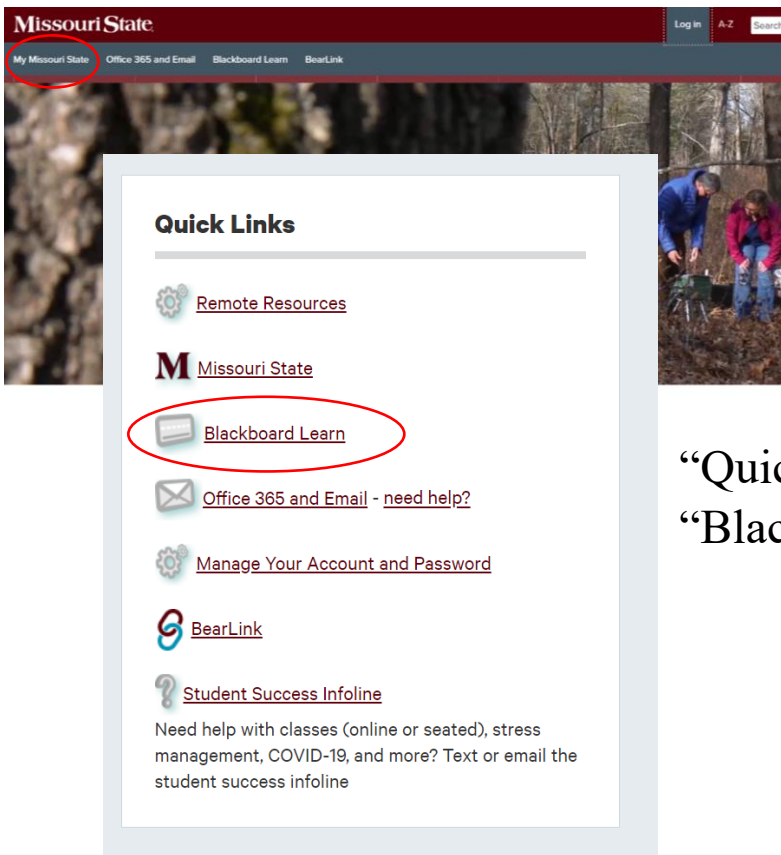 Missouri State
Log in A-Z Search
My Missouri State Office 365 and Email Blackboard Learn BearLink
Quick Links
Remote Resources
M Missouri State
Blackboard Learn
Office 365 and Email - need help?
Manage Your Account and Password
BearLink
Student Success Infoline
Need help with classes (online or seated), stress
management, COVID-19, and more? Text or email the
student success infoline